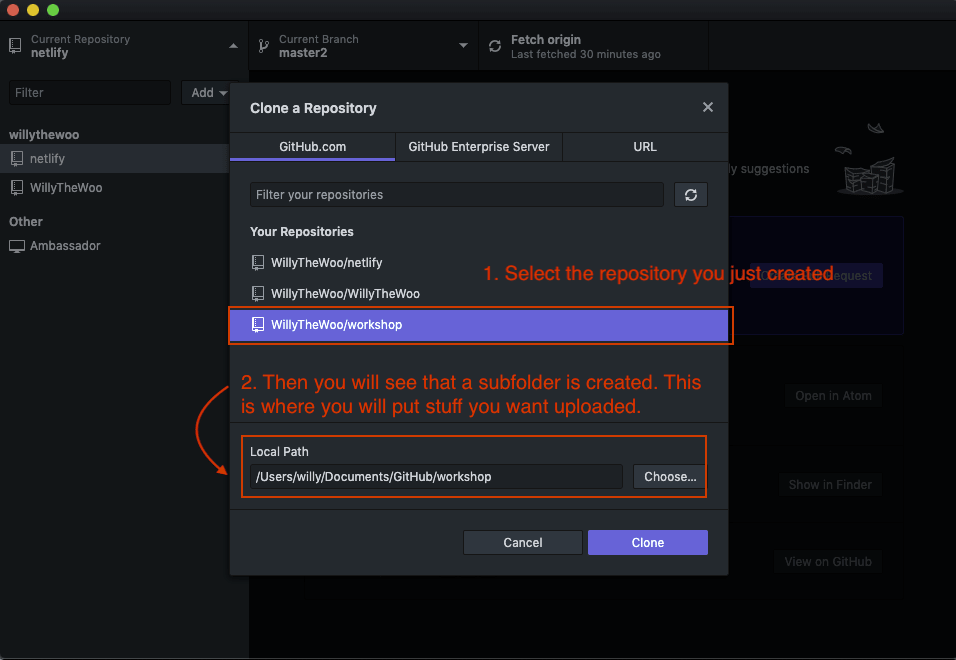 Current Repository
netlify
Current Branch
master2
Fetch origin
Last fetched 30 minutes ago
Filter
Add
willythewoo
netlify
WillyTheWoo
Other
Ambassador
Clone a Repository
GitHub.com
GitHub Enterprise Server
URL
Filter your repositories
Your Repositories
WillyTheWoo/netlify
WillyTheWoo/WillyTheWoo
WillyTheWoo/workshop
1. Select the repository you just created
2. Then you will see that a subfolder is created. This
is where you will put stuff you want uploaded.
Local Path
/Users/willy/Documents/GitHub/workshop
Choose...
Cancel
Clone
suggestions
Open in Atom
Show in Finder
View on GitHub